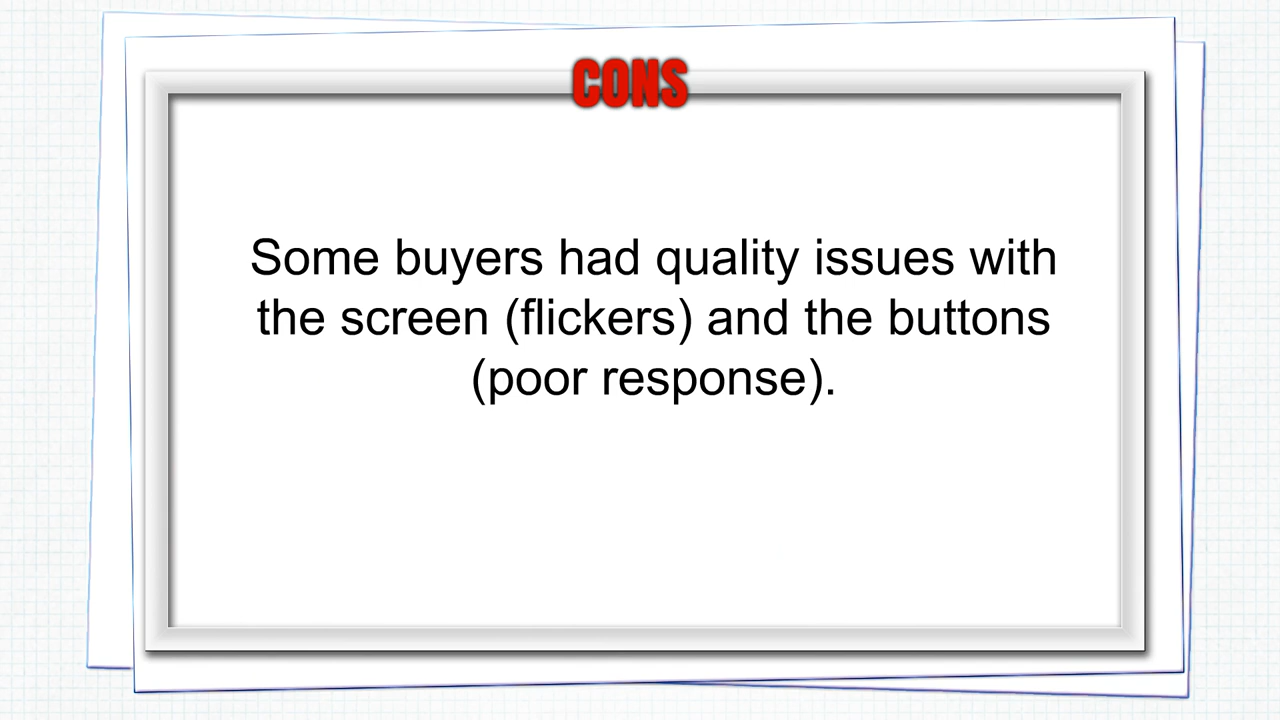 CONS
Some buyers had quality issues with
the screen (flickers) and the buttons
(poor response).